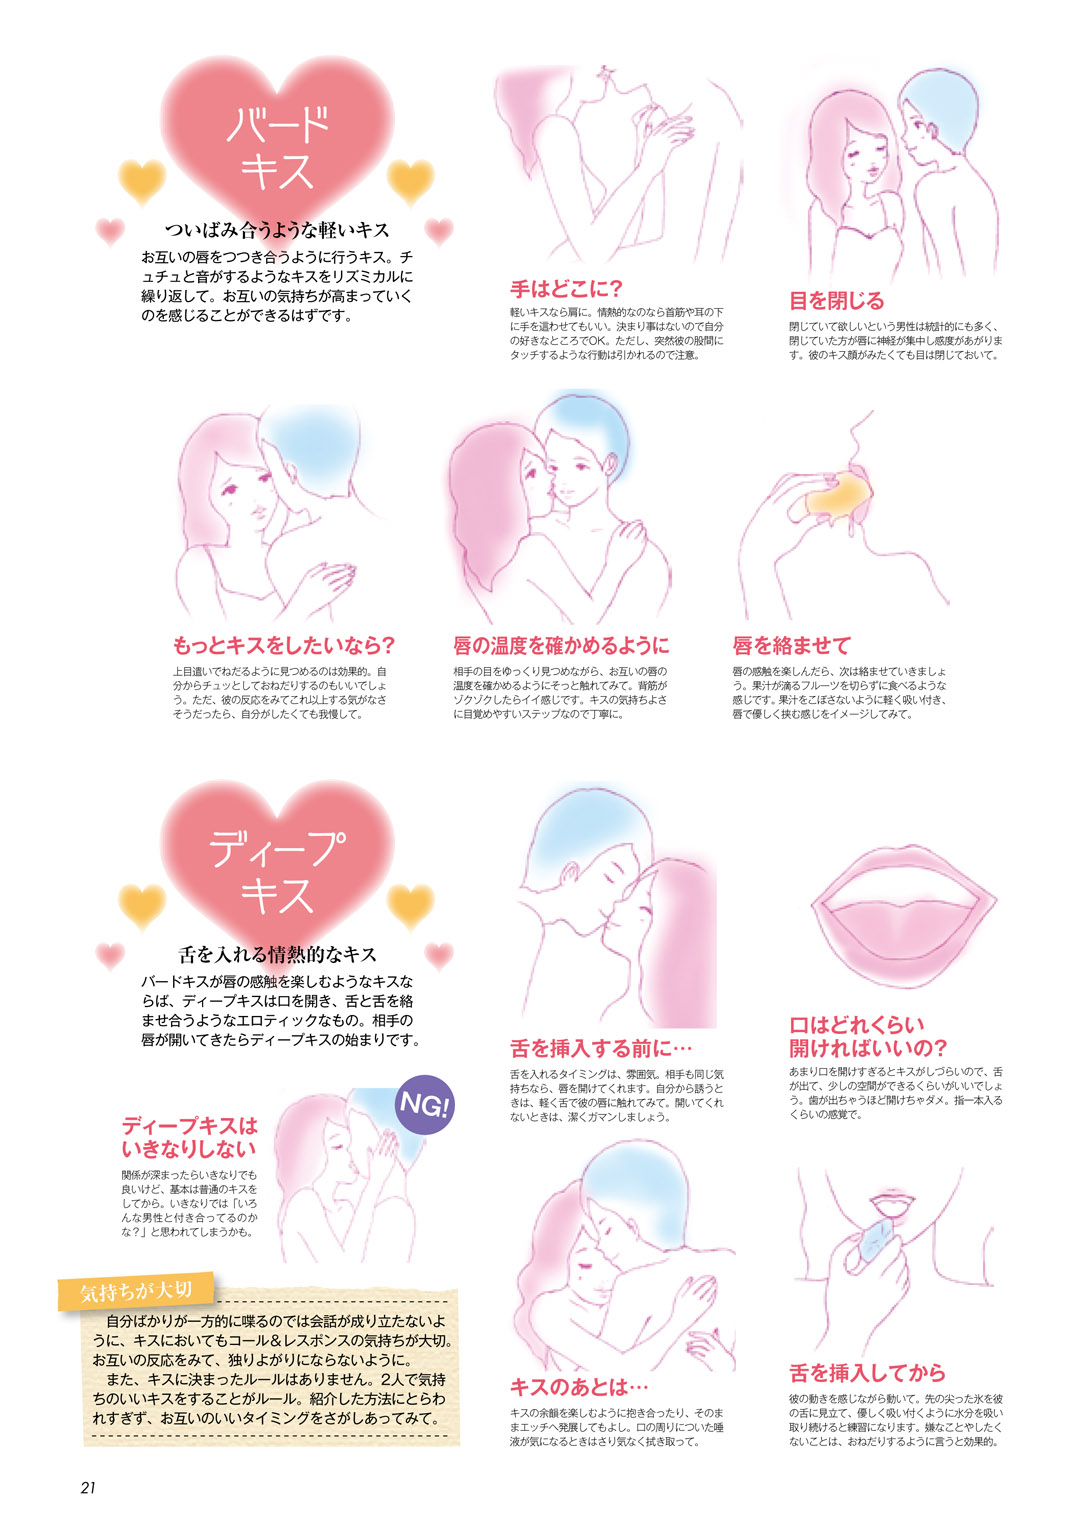 バード
キス
ついばみ合うような軽いキス
お互いの唇をつつき合うように行うキス。チ
ュチュと音がするようなキスをリズミカルに
繰り返して。お互いの気持ちが高まっていく
のを感じることができるはずです。
手はどこに?
軽いキスなら肩に。情熱的なのなら首筋や耳の下
に手を這わせてもいい。決まり事はないので自分
の好きなところでOK。ただし、突然彼の股間に
タッチするような行動は引かれるので注意。
目を閉じる
閉じていて欲しいという男性は統計的にも多く、
閉じていた方が唇に神経が集中し感度があがりま
す。彼のキス顔がみたくても目は閉じておいて。
もっとキスをしたいなら?
上目遣いでねだるように見つめるのは効果的。自
分からチュッとしておねだりするのもいいでしょ
う。ただ、彼の反応をみてこれ以上する気がなさ
そうだったら、自分がしたくても我慢して。
唇の温度を確かめるように
相手の目をゆっくり見つめながら、お互いの唇の
温度を確かめるようにそっと触れてみて。背筋が
ゾクゾクしたらイイ感じです。キスの気持ちよさ
に目覚めやすいステップなので丁寧に。
唇を絡ませて
唇の感触を楽しんだら、次は絡ませていきましょ
う。果汁が滴るフルーツを切らずに食べるような
感じです。果汁をこぼさないように軽く吸い付き、
唇で優しく挟む感じをイメージしてみて。
ディープ
キス
舌を入れる情熱的なキス
バードキスが唇の感触を楽しむようなキスな
らば、ディープキスは口を開き、舌と舌を絡
ませ合うようなエロティックなもの。相手の
唇が開いてきたらディープキスの始まりです。
舌を挿入する前に…
舌を入れるタイミングは、雰囲気。相手も同じ気
持ちなら、唇を開けてくれます。自分から誘うと
きは、軽く舌で彼の唇に触れてみて。開いてくれ
ないときは、潔くガマンしましょう。
口はどれくらい
開ければいいの?
あまり口を開けすぎるとキスがしづらいので、舌
が出て、少しの空間ができるくらいがいいでしょ
う。歯が出ちゃうほど開けちゃダメ。指一本入る
くらいの感覚で。
NG!
ディープキスは
いきなりしない
関係が深まったらいきなりでも
良いけど、基本は普通のキスを
してから。いきなりでは「いろ
んな男性と付き合ってるのか
な?」と思われてしまうかも。
キスのあとは…
キスの余韻を楽しむように抱き合ったり、そのま
まエッチへ発展してもよし。口の周りについた唾
液が気になるときはさり気なく拭き取って。
舌を挿入してから
彼の動きを感じながら動いて。先の尖った氷を彼
の舌に見立て、優しく吸い付くように水分を吸い
取り続けると練習になります。嫌なことやしたく
ないことは、おねだりするように言うと効果的。
気持ちが大切
自分ばかりが一方的に喋るのでは会話が成り立たないよ
うに、キスにおいてもコール＆レスポンスの気持ちが大切。
お互いの反応をみて、独りよがりにならないように。
また、キスに決まったルールはありません。2人で気持
ちのいいキスをすることがルール。紹介した方法にとらわ
れすぎず、お互いのいいタイミングをさがしあってみて。
21